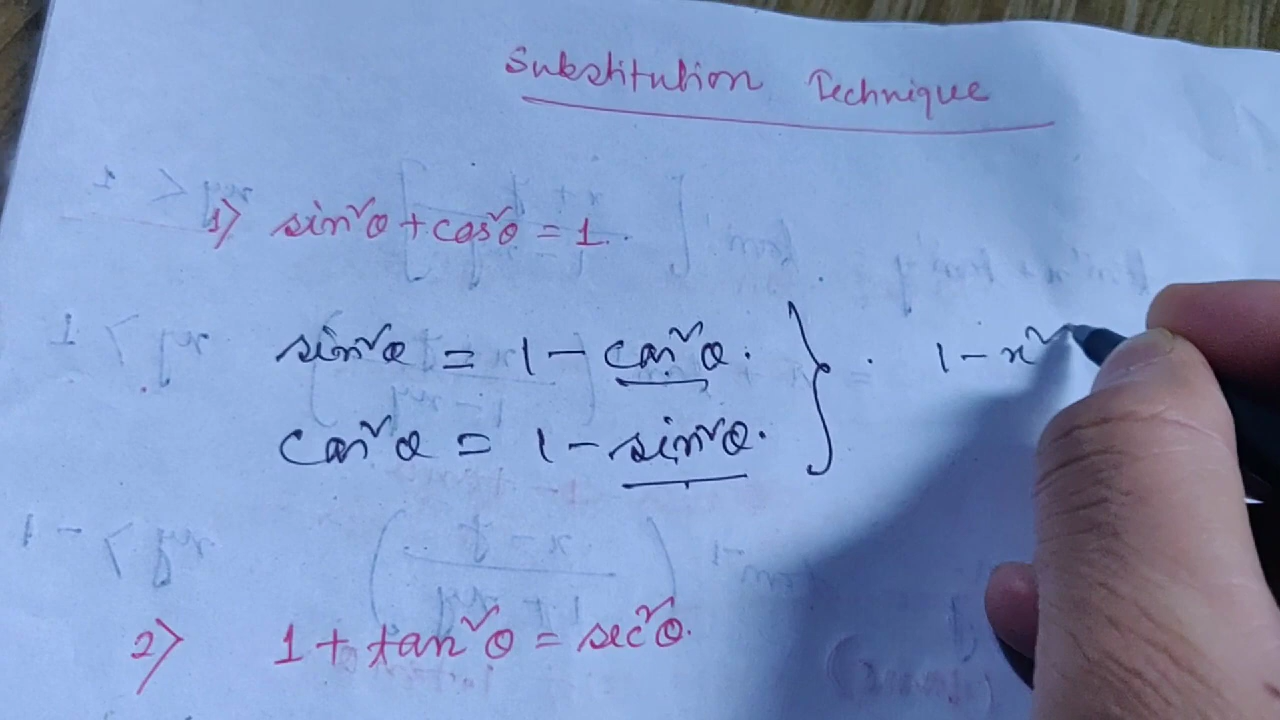 Substitution Technique
1) sin²θ + cos²θ = 1.
sin²θ = 1 - cos²θ.
cos²θ = 1 - sin²θ.
} . 1 - x²
2) 1 + tan²θ = sec²θ.